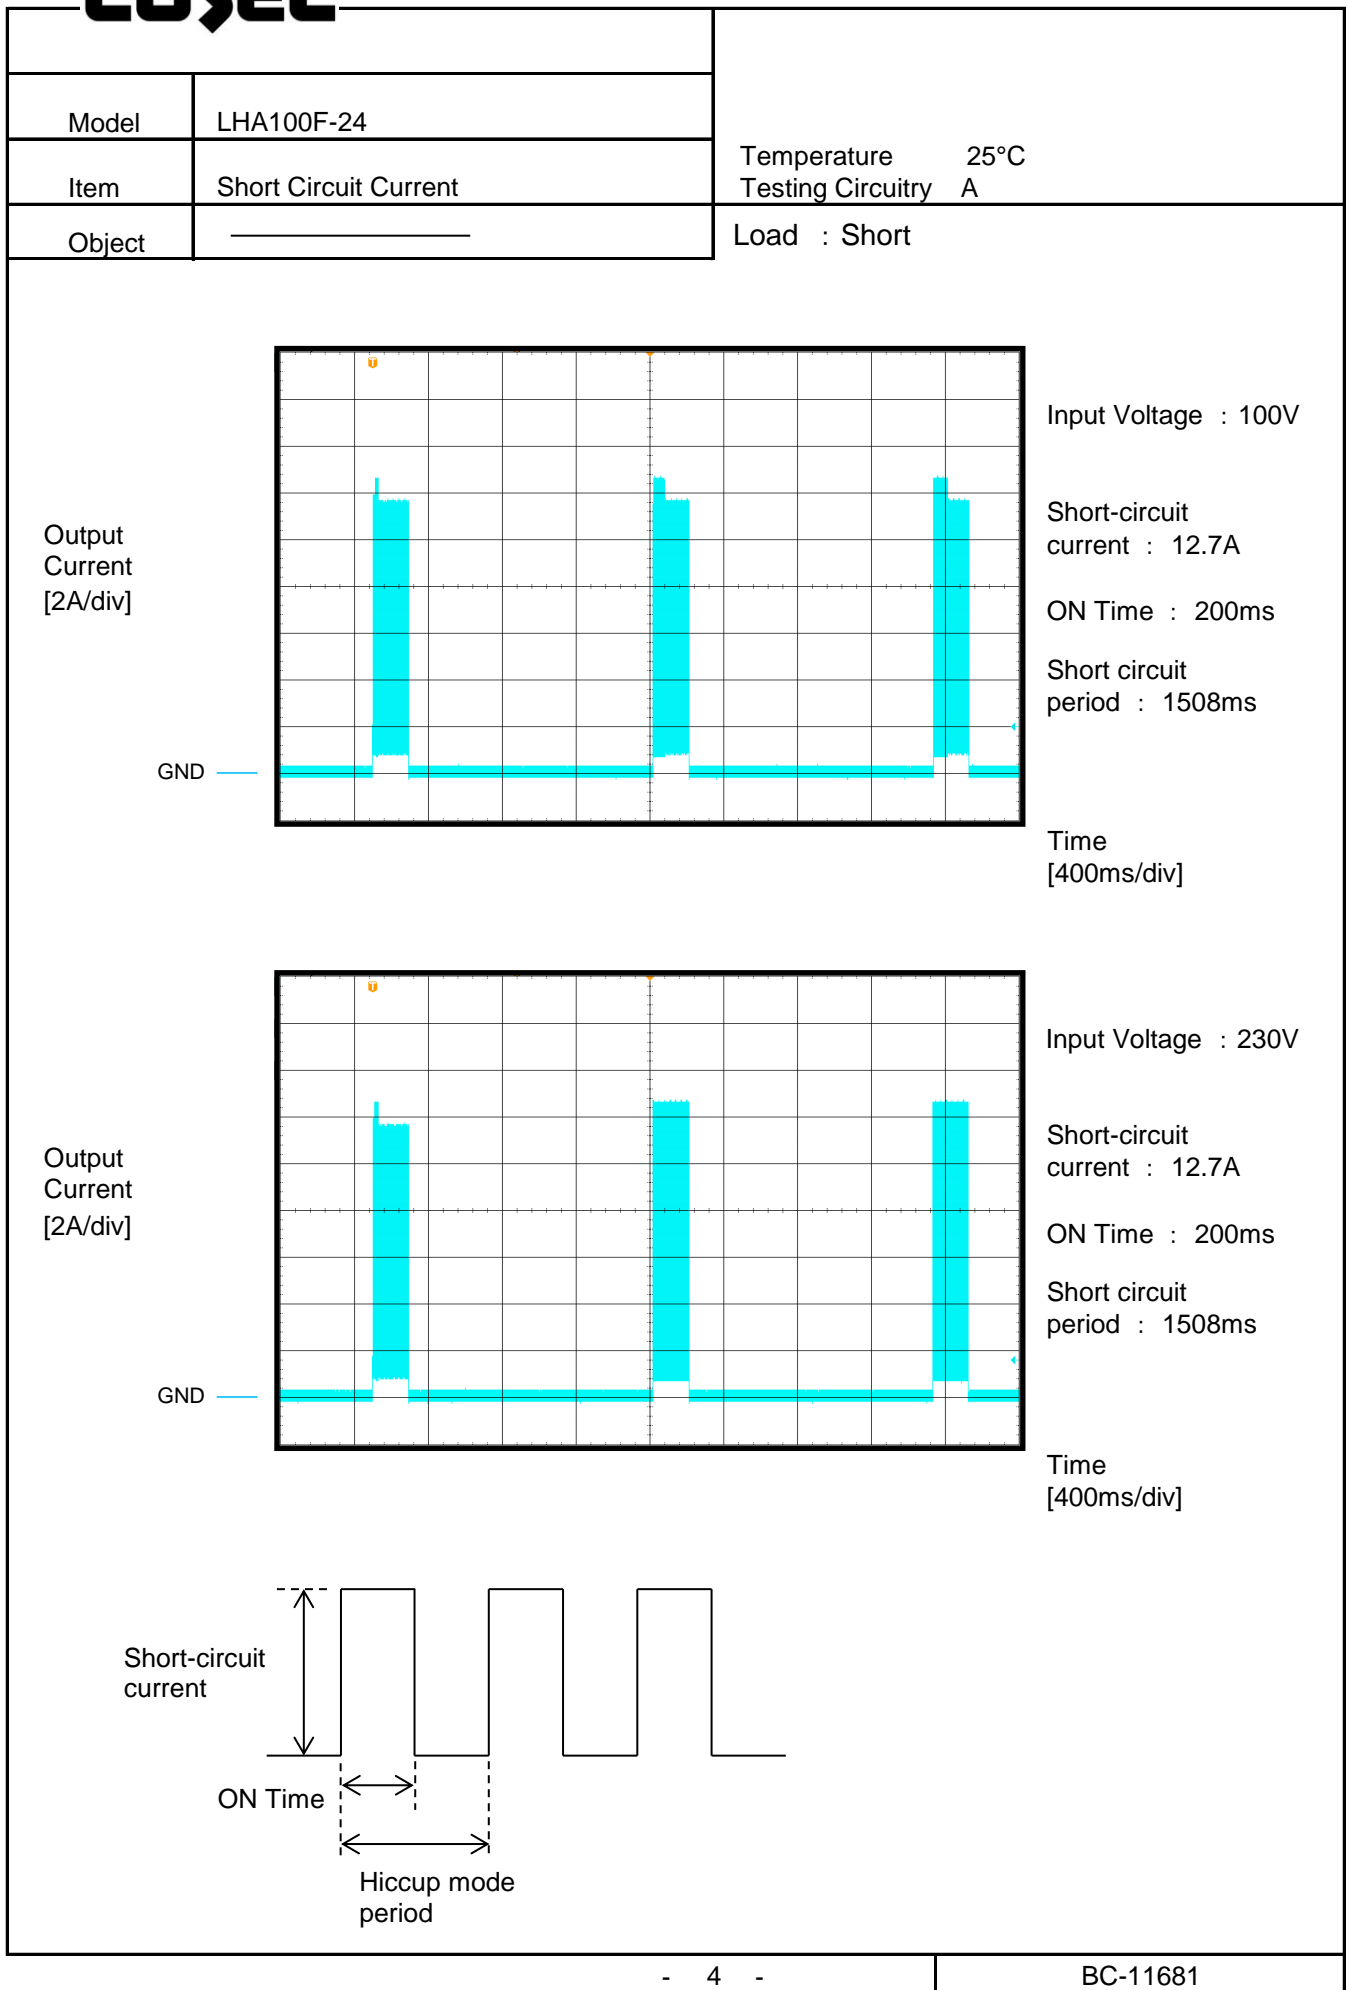 COSEL
Model LHA100F-24
Item Short Circuit Current
Object
Temperature 25°C
Testing Circuitry A
Load : Short
T
Input Voltage : 100V
Output
Current
[2A/div]
Short-circuit
current : 12.7A
ON Time : 200ms
Short circuit
period : 1508ms
GND
Time
[400ms/div]
T
Input Voltage : 230V
Output
Current
[2A/div]
Short-circuit
current : 12.7A
ON Time : 200ms
Short circuit
period : 1508ms
GND
Time
[400ms/div]
Short-circuit
current
ON Time
Hiccup mode
period
- 4 -
BC-11681